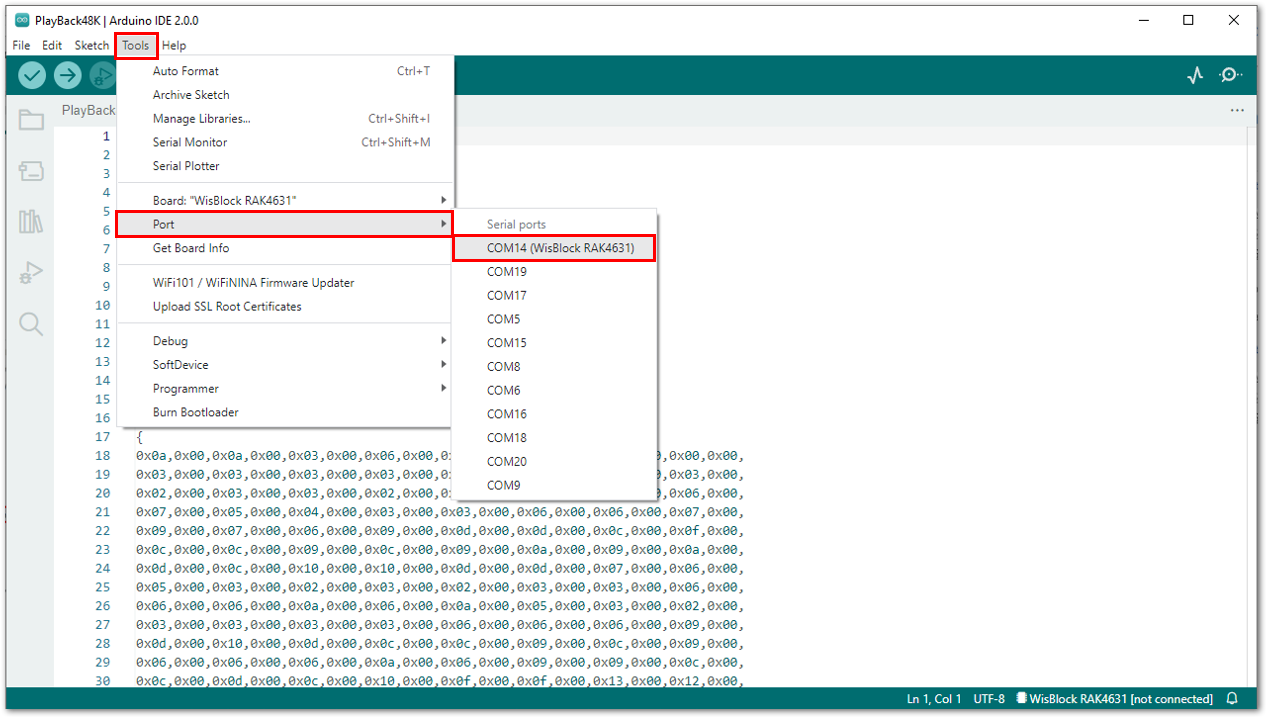 PlayBack48K | Arduino IDE 2.0.0
File Edit Sketch Tools Help
Auto Format Ctrl+T
Archive Sketch
Manage Libraries... Ctrl+Shift+I
Serial Monitor Ctrl+Shift+M
Serial Plotter
Board: "WisBlock RAK4631"
Port
Get Board Info
WiFi101 / WiFiNINA Firmware Updater
Upload SSL Root Certificates
Debug
SoftDevice
Programmer
Burn Bootloader
Serial ports
COM14 (WisBlock RAK4631)
COM19
COM17
COM5
COM15
COM8
COM6
COM16
COM18
COM20
COM9
PlayBack
1
2
3
4
5
6
7
8
9
10
11
12
13
14
15
16
17 {
18 0x0a,0x00,0x0a,0x00,0x03,0x00,0x06,0x00, 0x00,0x00,
19 0x03,0x00,0x03,0x00,0x03,0x00,0x03,0x00, 0x03,0x00,
20 0x02,0x00,0x03,0x00,0x03,0x00,0x02,0x00, 0x06,0x00,
21 0x07,0x00,0x05,0x00,0x04,0x00,0x03,0x00,0x03,0x00,0x06,0x00,0x06,0x00,0x07,0x00,
22 0x09,0x00,0x07,0x00,0x06,0x00,0x09,0x00,0x0d,0x00,0x0d,0x00,0x0c,0x00,0x0f,0x00,
23 0x0c,0x00,0x0c,0x00,0x09,0x00,0x0c,0x00,0x09,0x00,0x0a,0x00,0x09,0x00,0x0a,0x00,
24 0x0d,0x00,0x0c,0x00,0x10,0x00,0x10,0x00,0x0d,0x00,0x0d,0x00,0x07,0x00,0x06,0x00,
25 0x05,0x00,0x03,0x00,0x02,0x00,0x03,0x00,0x02,0x00,0x03,0x00,0x03,0x00,0x06,0x00,
26 0x06,0x00,0x06,0x00,0x0a,0x00,0x06,0x00,0x0a,0x00,0x05,0x00,0x03,0x00,0x02,0x00,
27 0x03,0x00,0x03,0x00,0x03,0x00,0x03,0x00,0x06,0x00,0x06,0x00,0x06,0x00,0x09,0x00,
28 0x0d,0x00,0x10,0x00,0x0d,0x00,0x0c,0x00,0x0c,0x00,0x09,0x00,0x0c,0x00,0x09,0x00,
29 0x06,0x00,0x06,0x00,0x06,0x00,0x0a,0x00,0x06,0x00,0x09,0x00,0x09,0x00,0x0c,0x00,
30 0x0c,0x00,0x0d,0x00,0x0c,0x00,0x10,0x00,0x0f,0x00,0x0f,0x00,0x13,0x00,0x12,0x00,
Ln 1, Col 1 UTF-8 WisBlock RAK4631 [not connected]